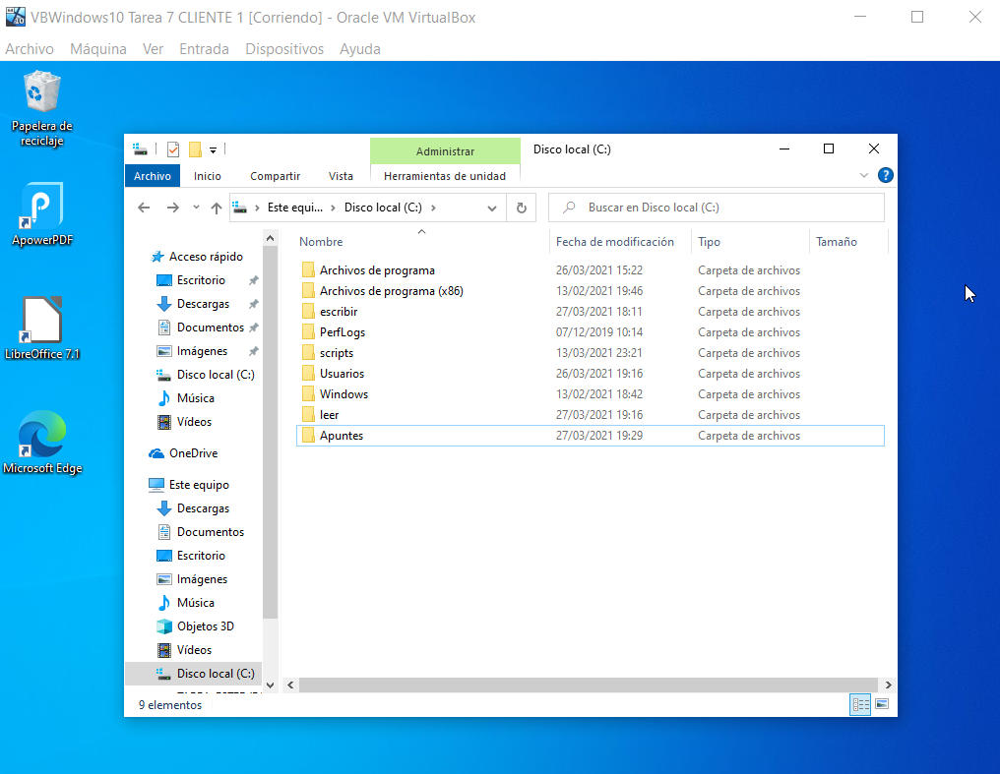 VBWindows10 Tarea 7 CLIENTE 1 [Corriendo] - Oracle VM VirtualBox
Archivo Máquina Ver Entrada Dispositivos Ayuda
Papelera de
reciclaje
ApowerPDF
LibreOffice 7.1
Microsoft Edge
Administrar Disco local (C:)
Archivo Inicio Compartir Vista Herramientas de unidad
Este equi... Disco local (C:) Buscar en Disco local (C:)
Acceso rápido
Escritorio
Descargas
Documentos
Imágenes
Disco local (C:)
Música
Vídeos
OneDrive
Este equipo
Descargas
Documentos
Escritorio
Imágenes
Música
Objetos 3D
Vídeos
Disco local (C:)
Nombre Fecha de modificación Tipo Tamaño
Archivos de programa 26/03/2021 15:22 Carpeta de archivos
Archivos de programa (x86) 13/02/2021 19:46 Carpeta de archivos
escribir 27/03/2021 18:11 Carpeta de archivos
PerfLogs 07/12/2019 10:14 Carpeta de archivos
scripts 13/03/2021 23:21 Carpeta de archivos
Usuarios 26/03/2021 19:16 Carpeta de archivos
Windows 13/02/2021 18:42 Carpeta de archivos
leer 27/03/2021 19:16 Carpeta de archivos
Apuntes 27/03/2021 19:29 Carpeta de archivos
9 elementos